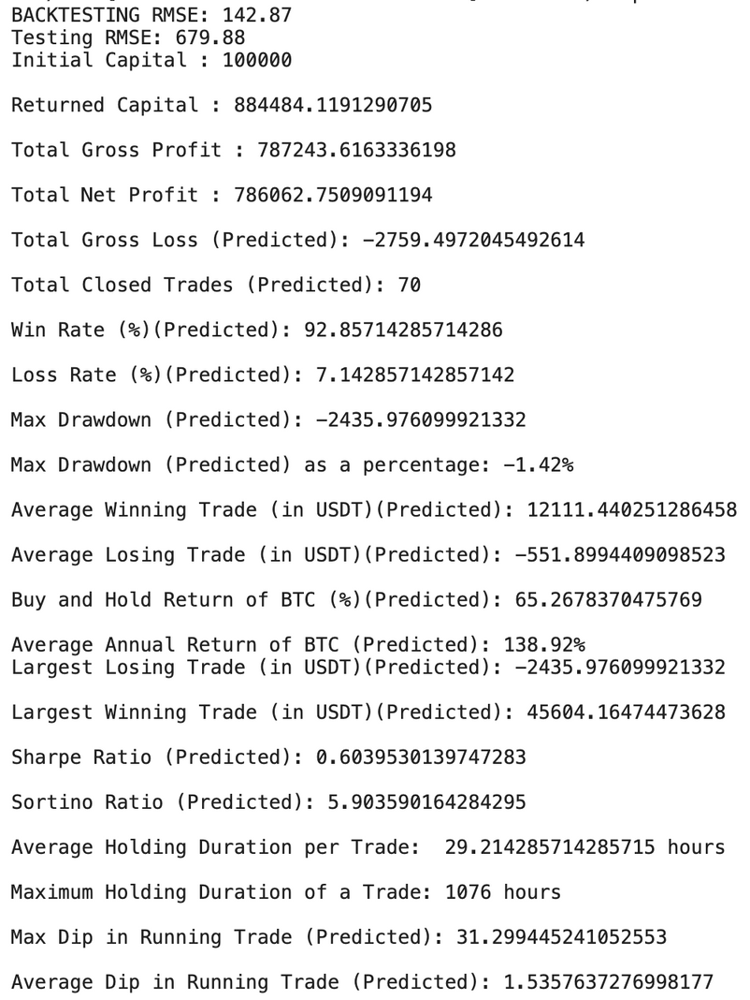 BACKTESTING RMSE: 142.87
Testing RMSE: 679.88
Initial Capital : 100000
Returned Capital : 884484.1191290705
Total Gross Profit : 787243.6163336198
Total Net Profit : 786062.7509091194
Total Gross Loss (Predicted): -2759.4972045492614
Total Closed Trades (Predicted): 70
Win Rate (%)(Predicted): 92.85714285714286
Loss Rate (%)(Predicted): 7.142857142857142
Max Drawdown (Predicted): -2435.976099921332
Max Drawdown (Predicted) as a percentage: -1.42%
Average Winning Trade (in USDT)(Predicted): 12111.440251286458
Average Losing Trade (in USDT)(Predicted): -551.8994409098523
Buy and Hold Return of BTC (%)(Predicted): 65.2678370475769
Average Annual Return of BTC (Predicted): 138.92%
Largest Losing Trade (in USDT)(Predicted): -2435.976099921332
Largest Winning Trade (in USDT)(Predicted): 45604.16474473628
Sharpe Ratio (Predicted): 0.6039530139747283
Sortino Ratio (Predicted): 5.903590164284295
Average Holding Duration per Trade:  29.214285714285715 hours
Maximum Holding Duration of a Trade: 1076 hours
Max Dip in Running Trade (Predicted): 31.299445241052553
Average Dip in Running Trade (Predicted): 1.5357637276998177